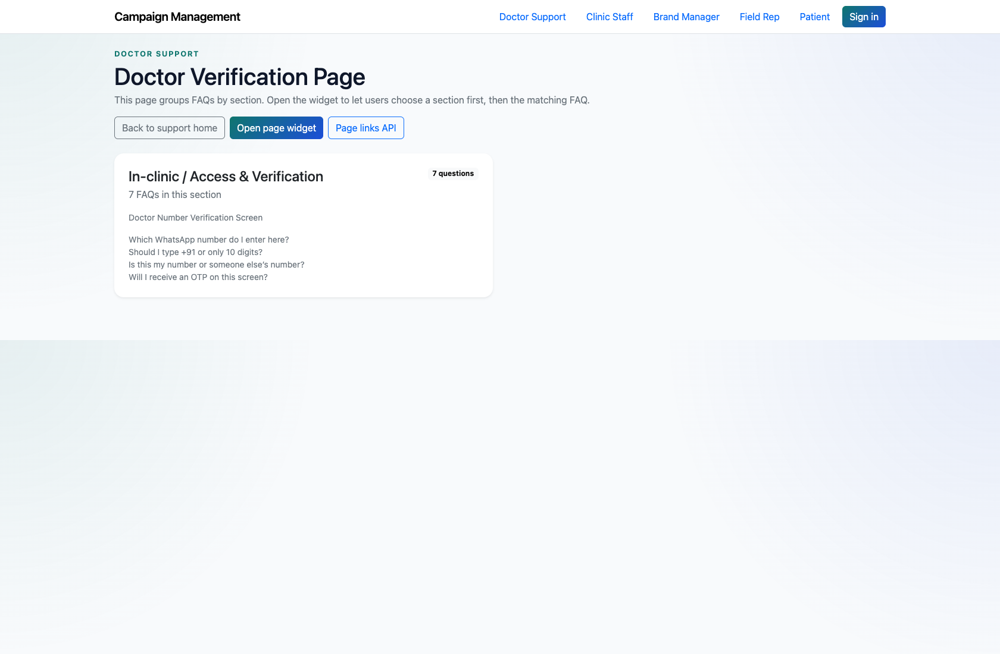 Campaign Management
Doctor Support
Clinic Staff
Brand Manager
Field Rep
Patient
Sign in
DOCTOR SUPPORT
Doctor Verification Page
This page groups FAQs by section. Open the widget to let users choose a section first, then the matching FAQ.
Back to support home
Open page widget
Page links API
In-clinic / Access & Verification
7 questions
7 FAQs in this section
Doctor Number Verification Screen
Which WhatsApp number do I enter here?
Should I type +91 or only 10 digits?
Is this my number or someone else’s number?
Will I receive an OTP on this screen?